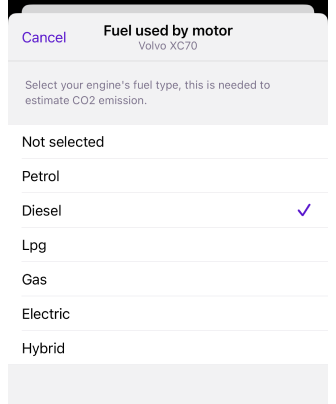 Cancel
Fuel used by motor
Volvo XC70
Select your engine's fuel type, this is needed to
estimate CO2 emission.
Not selected
Petrol
Diesel
Lpg
Gas
Electric
Hybrid